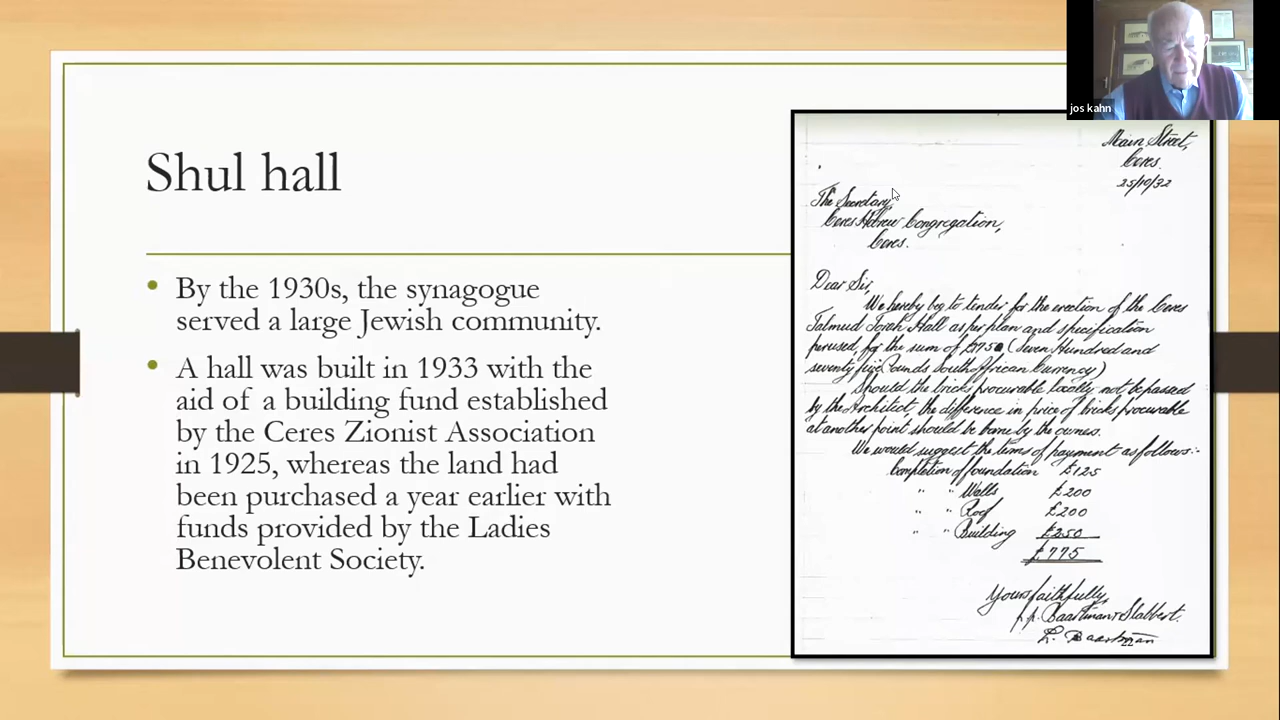 jos kahn
Shul hall
• By the 1930s, the synagogue
served a large Jewish community.
• A hall was built in 1933 with the
aid of a building fund established
by the Ceres Zionist Association
in 1925, whereas the land had
been purchased a year earlier with
funds provided by the Ladies
Benevolent Society.
Main Street,
Ceres.
25/10/32
The Secretary,
Ceres Hebrew Congregation,
Ceres.
Dear Sir,
We hereby beg to tender for the erection of the Ceres
Talmud Torah Hall as per plan and specification
perused, for the sum of (Seven Hundred and
seventy five Pounds South African Currency)
Should the bricks procurable locally not be passed
by the Architect, the difference in price of bricks procurable
at another point should be borne by the owners.
We would suggest the terms of payment as follows:-
Completion of foundation £125
" " Walls £200
" " Roof £200
" " Building £250
£775
Yours faithfully,
p.p. Baartman & Slabbert.
L. Baartman
22